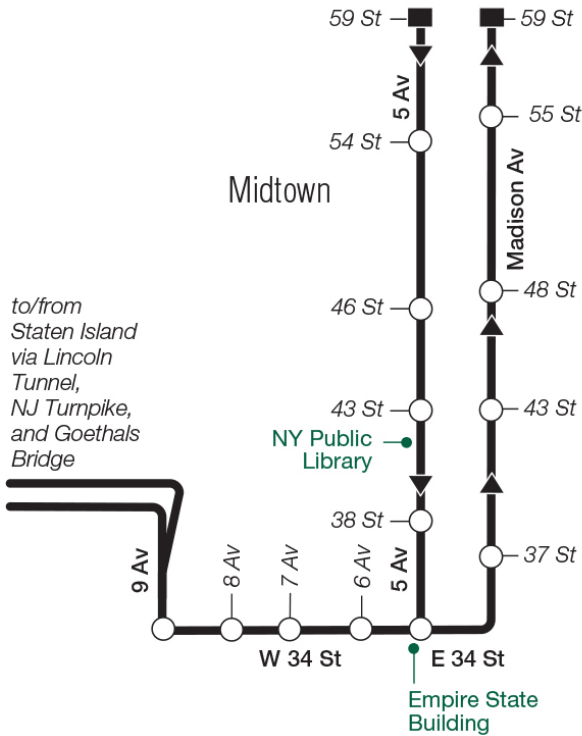 59 St
59 St
5 Av
55 St
54 St
Midtown
Madison Av
48 St
46 St
to/from
Staten Island
via Lincoln
Tunnel,
NJ Turnpike,
and Goethals
Bridge
43 St
43 St
NY Public
Library
38 St
37 St
9 Av
8 Av
7 Av
6 Av
5 Av
W 34 St
E 34 St
Empire State
Building